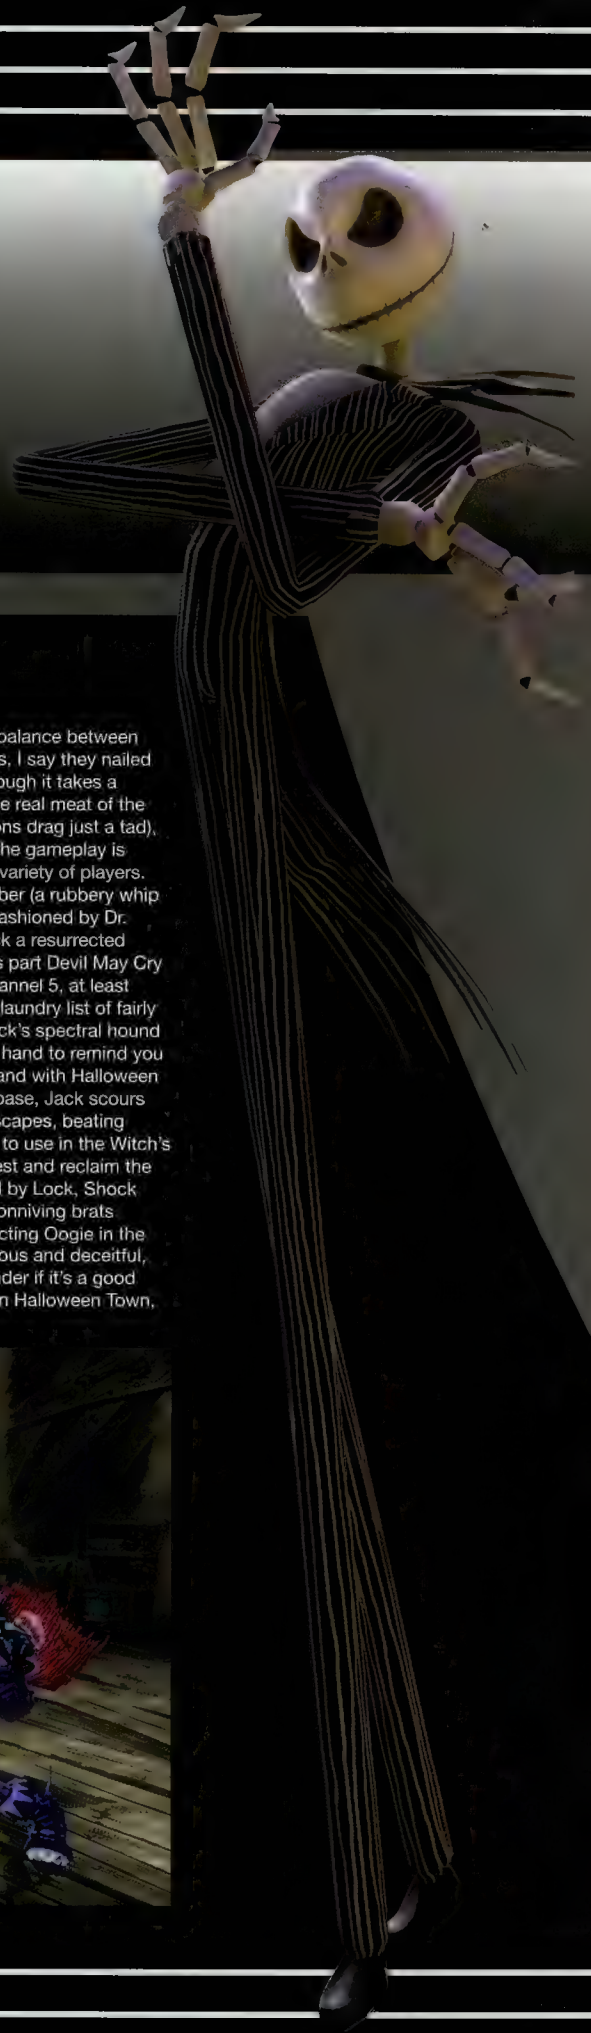 balance between
s, I say they nailed
ough it takes a
e real meat of the
ons drag just a tad),
he gameplay is
variety of players.
ber (a rubbery whip
ashioned by Dr.
ck a resurrected
s part Devil May Cry
annel 5, at least
laundry list of fairly
ck's spectral hound
hand to remind you
and with Halloween
base, Jack scours
capes, beating
to use in the Witch's
est and reclaim the
d by Lock, Shock
onniving brats
cting Oogie in the
ous and deceitful,
der if it's a good
n Halloween Town,